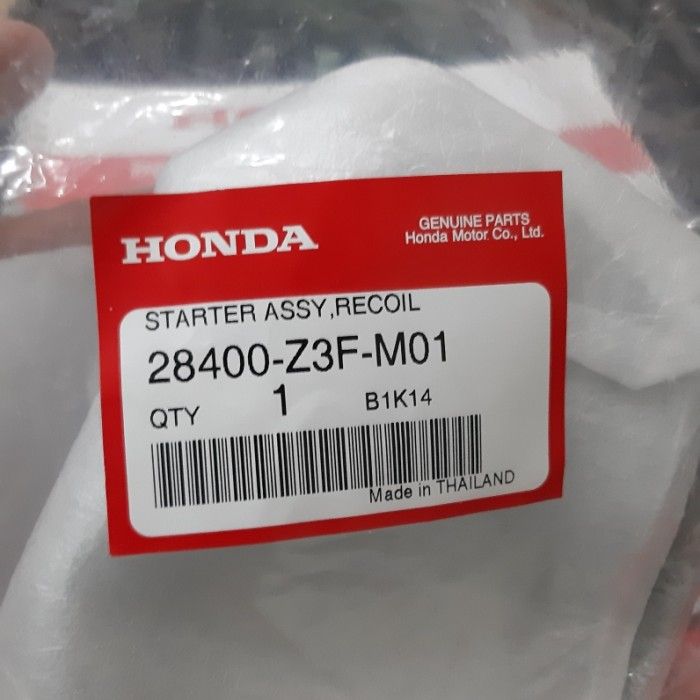 HONDA
GENUINE PARTS
Honda Motor Co., Ltd.
STARTER ASSY,RECOIL
28400-Z3F-M01
QTY 1 B1K14
Made in THAILAND